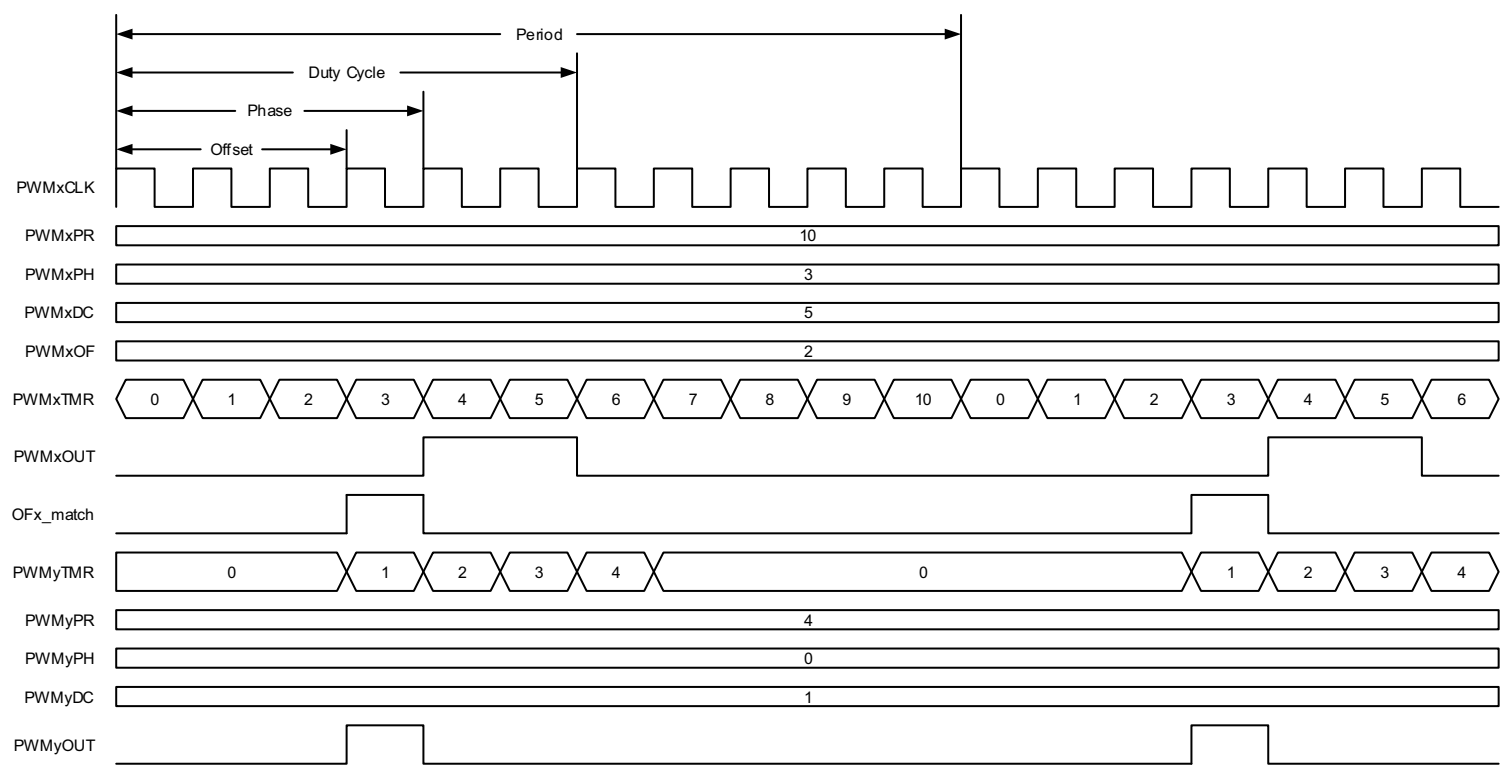 Period
Duty Cycle
Phase
Offset
PWMxCLK
PWMxPR 10
PWMxPH 3
PWMxDC 5
PWMxOF 2
PWMxTMR 0 1 2 3 4 5 6 7 8 9 10 0 1 2 3 4 5 6
PWMxOUT
OFx_match
PWMyTMR 0 1 2 3 4 0 1 2 3 4
PWMyPR 4
PWMyPH 0
PWMyDC 1
PWMyOUT